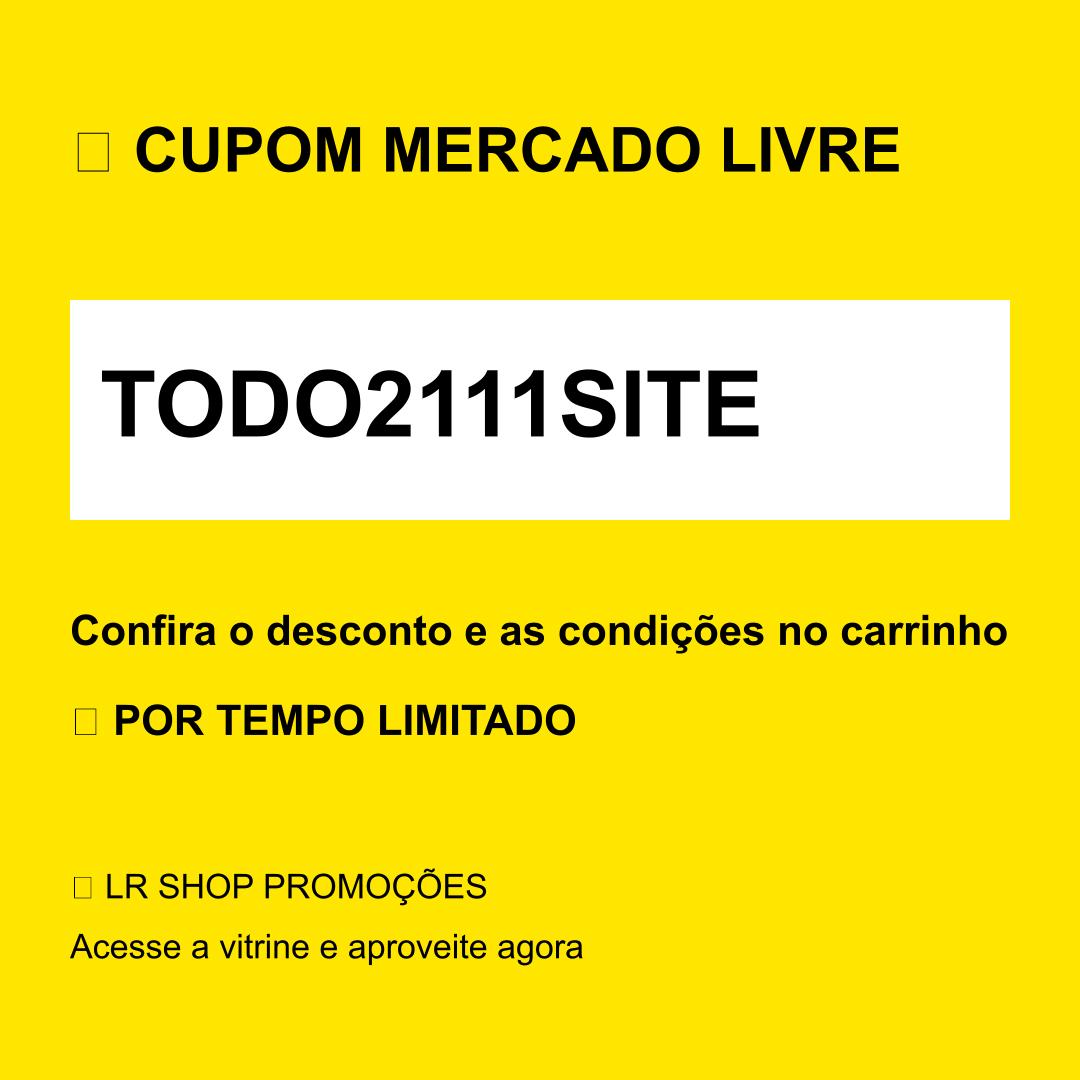 CUPOM MERCADO LIVRE
TODO2111SITE
Confira o desconto e as condições no carrinho
POR TEMPO LIMITADO
LR SHOP PROMOÇÕES
Acesse a vitrine e aproveite agora